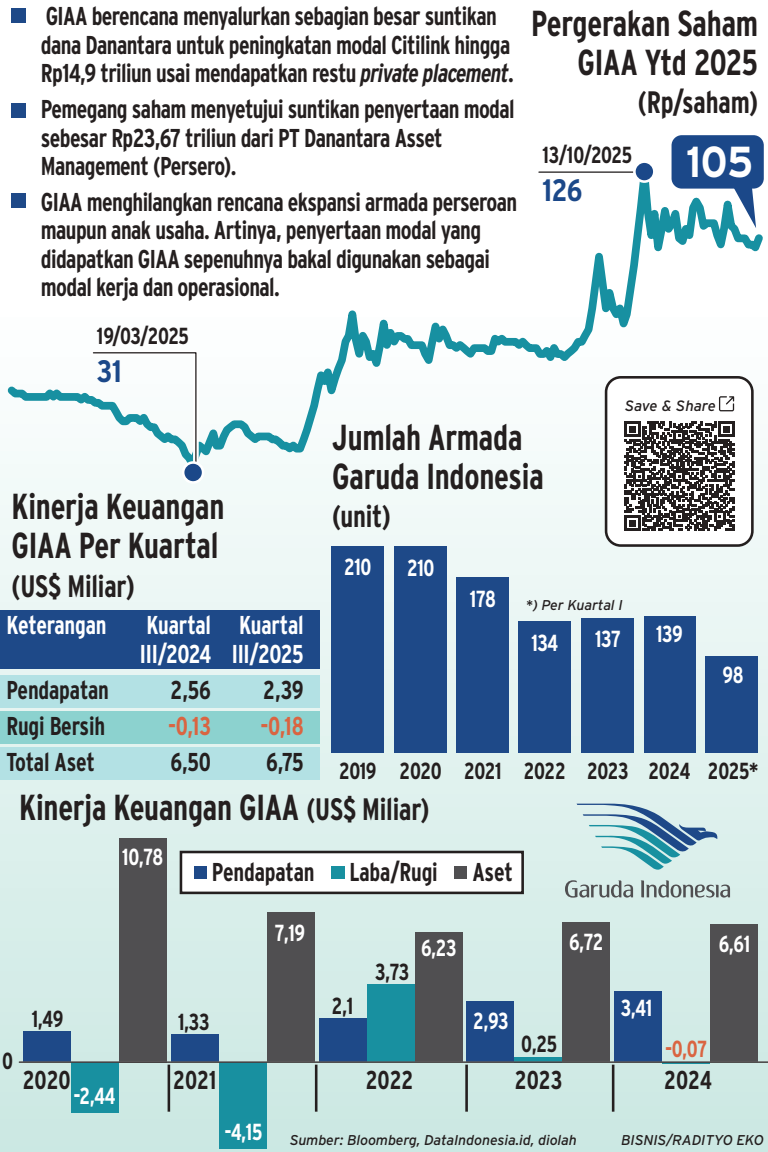 GIAA berencana menyalurkan sebagian besar suntikan
dana Danantara untuk peningkatan modal Citilink hingga
Rp14,9 triliun usai mendapatkan restu private placement.
Pemegang saham menyetujui suntikan penyertaan modal
sebesar Rp23,67 triliun dari PT Danantara Asset
Management (Persero).
GIAA menghilangkan rencana ekspansi armada perseroan
maupun anak usaha. Artinya, penyertaan modal yang
didapatkan GIAA sepenuhnya bakal digunakan sebagai
modal kerja dan operasional.
Pergerakan Saham
GIAA Ytd 2025
(Rp/saham)
13/10/2025
126
105
19/03/2025
31
Save & Share
Kinerja Keuangan
GIAA Per Kuartal
(US$ Miliar)
Keterangan Kuartal Kuartal
III/2024 III/2025
Pendapatan 2,56 2,39
Rugi Bersih -0,13 -0,18
Total Aset 6,50 6,75
Jumlah Armada
Garuda Indonesia
(unit)
*) Per Kuartal I
210 210 178 134 137 139 98
2019 2020 2021 2022 2023 2024 2025*
Kinerja Keuangan GIAA (US$ Miliar)
Garuda Indonesia
Pendapatan Laba/Rugi Aset
1,49 -2,44 10,78
1,33 -4,15 7,19
2,1 3,73 6,23
2,93 0,25 6,72
3,41 -0,07 6,61
0
2020 2021 2022 2023 2024
Sumber: Bloomberg, DataIndonesia.id, diolah
BISNIS/RADITYO EKO